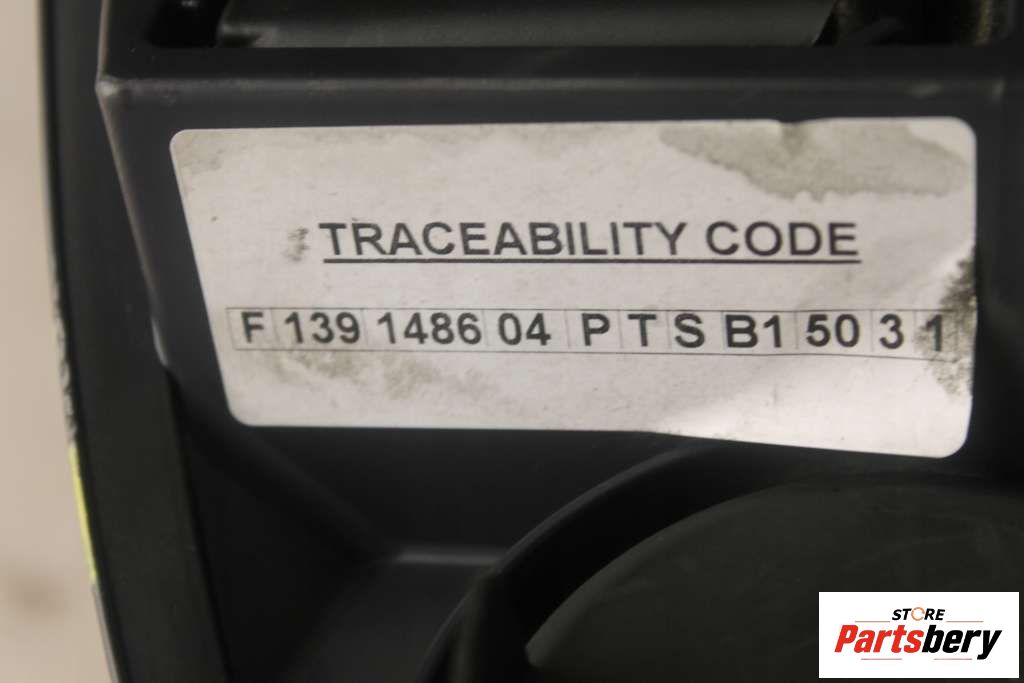 TRACEABILITY CODE
F 139 1486 04 P T S B1 50 3 1
STORE
Partsbery